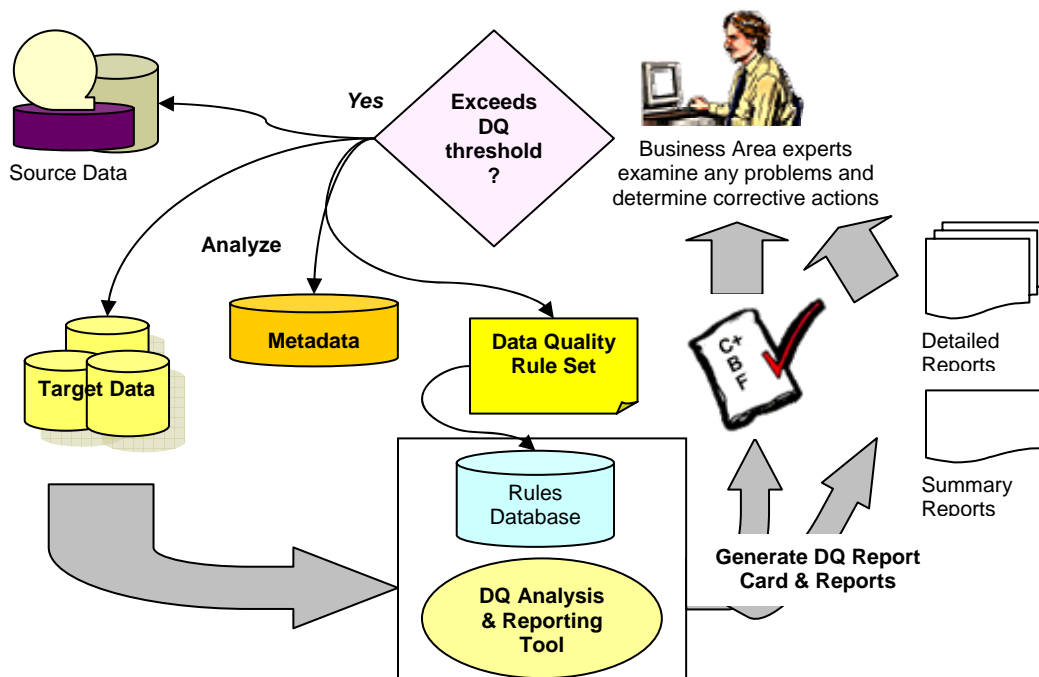 Yes
Exceeds
DQ
threshold
?
Source Data
Business Area experts
examine any problems and
determine corrective actions
Analyze
Metadata
Data Quality
Rule Set
Target Data
C+
B
F
Detailed
Reports
Summary
Reports
Rules
Database
DQ Analysis
& Reporting
Tool
Generate DQ Report
Card & Reports